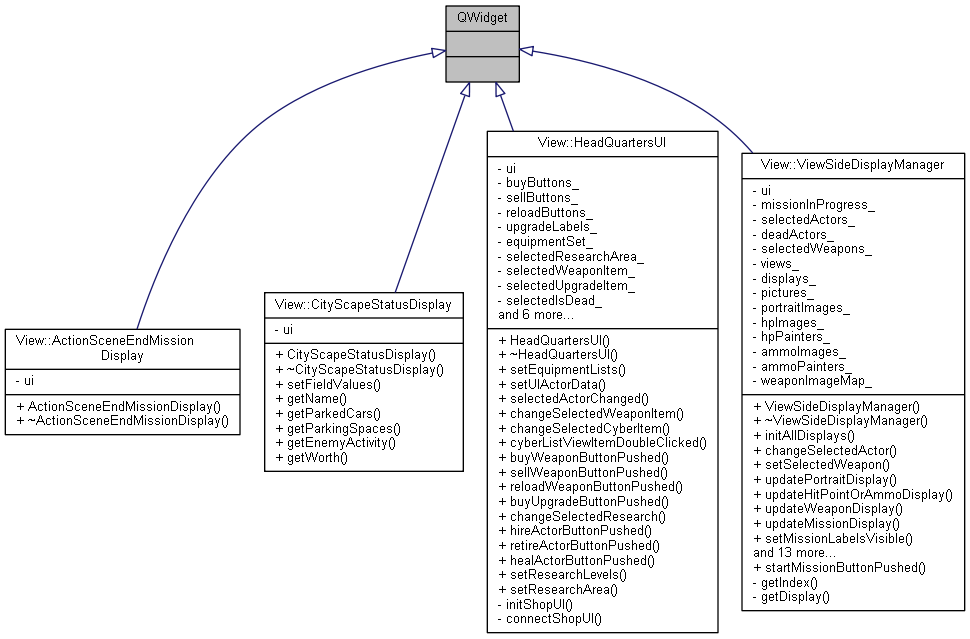 QWidget
View::ActionSceneEndMission
Display
- ui
+ ActionSceneEndMissionDisplay()
+ ~ActionSceneEndMissionDisplay()
View::CityScapeStatusDisplay
- ui
+ CityScapeStatusDisplay()
+ ~CityScapeStatusDisplay()
+ setFieldValues()
+ getName()
+ getParkedCars()
+ getParkingSpaces()
+ getEnemyActivity()
+ getWorth()
View::HeadQuartersUI
- ui
- buyButtons_
- sellButtons_
- reloadButtons_
- upgradeLabels_
- equipmentSet_
- selectedResearchArea_
- selectedWeaponItem_
- selectedUpgradeItem_
- selectedIsDead_
and 6 more...
+ HeadQuartersUI()
+ ~HeadQuartersUI()
+ setEquipmentLists()
+ setUIActorData()
+ selectedActorChanged()
+ changeSelectedWeaponItem()
+ changeSelectedCyberItem()
+ cyberListViewItemDoubleClicked()
+ buyWeaponButtonPushed()
+ sellWeaponButtonPushed()
+ reloadWeaponButtonPushed()
+ buyUpgradeButtonPushed()
+ changeSelectedResearch()
+ hireActorButtonPushed()
+ retireActorButtonPushed()
+ healActorButtonPushed()
+ setResearchLevels()
+ setResearchArea()
- initShopUI()
- connectShopUI()
View::ViewSideDisplayManager
- ui
- missionInProgress_
- selectedActors_
- deadActors_
- selectedWeapons_
- views_
- displays_
- pictures_
- portraitImages_
- hpImages_
- hpPainters_
- ammoImages_
- ammoPainters_
- weaponImageMap_
+ ViewSideDisplayManager()
+ ~ViewSideDisplayManager()
+ initAllDisplays()
+ changeSelectedActor()
+ setSelectedWeapon()
+ updatePortraitDisplay()
+ updateHitPointOrAmmoDisplay()
+ updateWeaponDisplay()
+ updateMissionDisplay()
+ setMissionLabelsVisible()
and 13 more...
+ startMissionButtonPushed()
- getIndex()
- getDisplay()